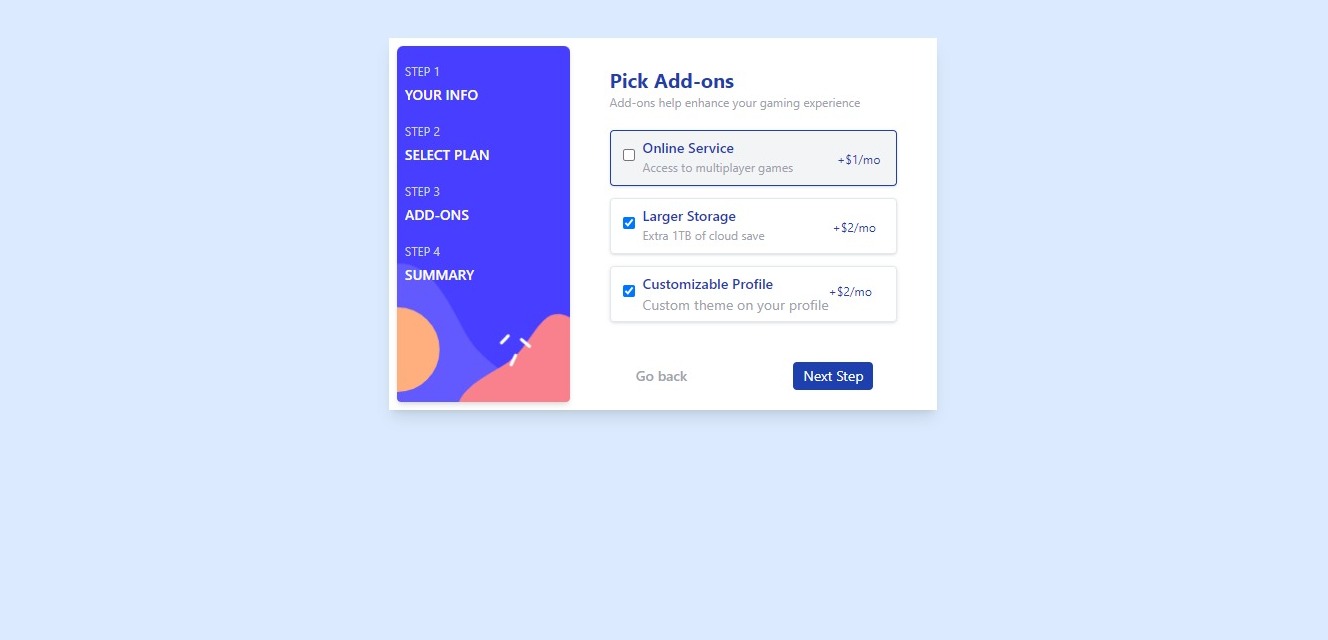 STEP 1
YOUR INFO
STEP 2
SELECT PLAN
STEP 3
ADD-ONS
STEP 4
SUMMARY
Pick Add-ons
Add-ons help enhance your gaming experience
Online Service
Access to multiplayer games
+$1/mo
Larger Storage
Extra 1TB of cloud save
+$2/mo
Customizable Profile
Custom theme on your profile
+$2/mo
Go back
Next Step